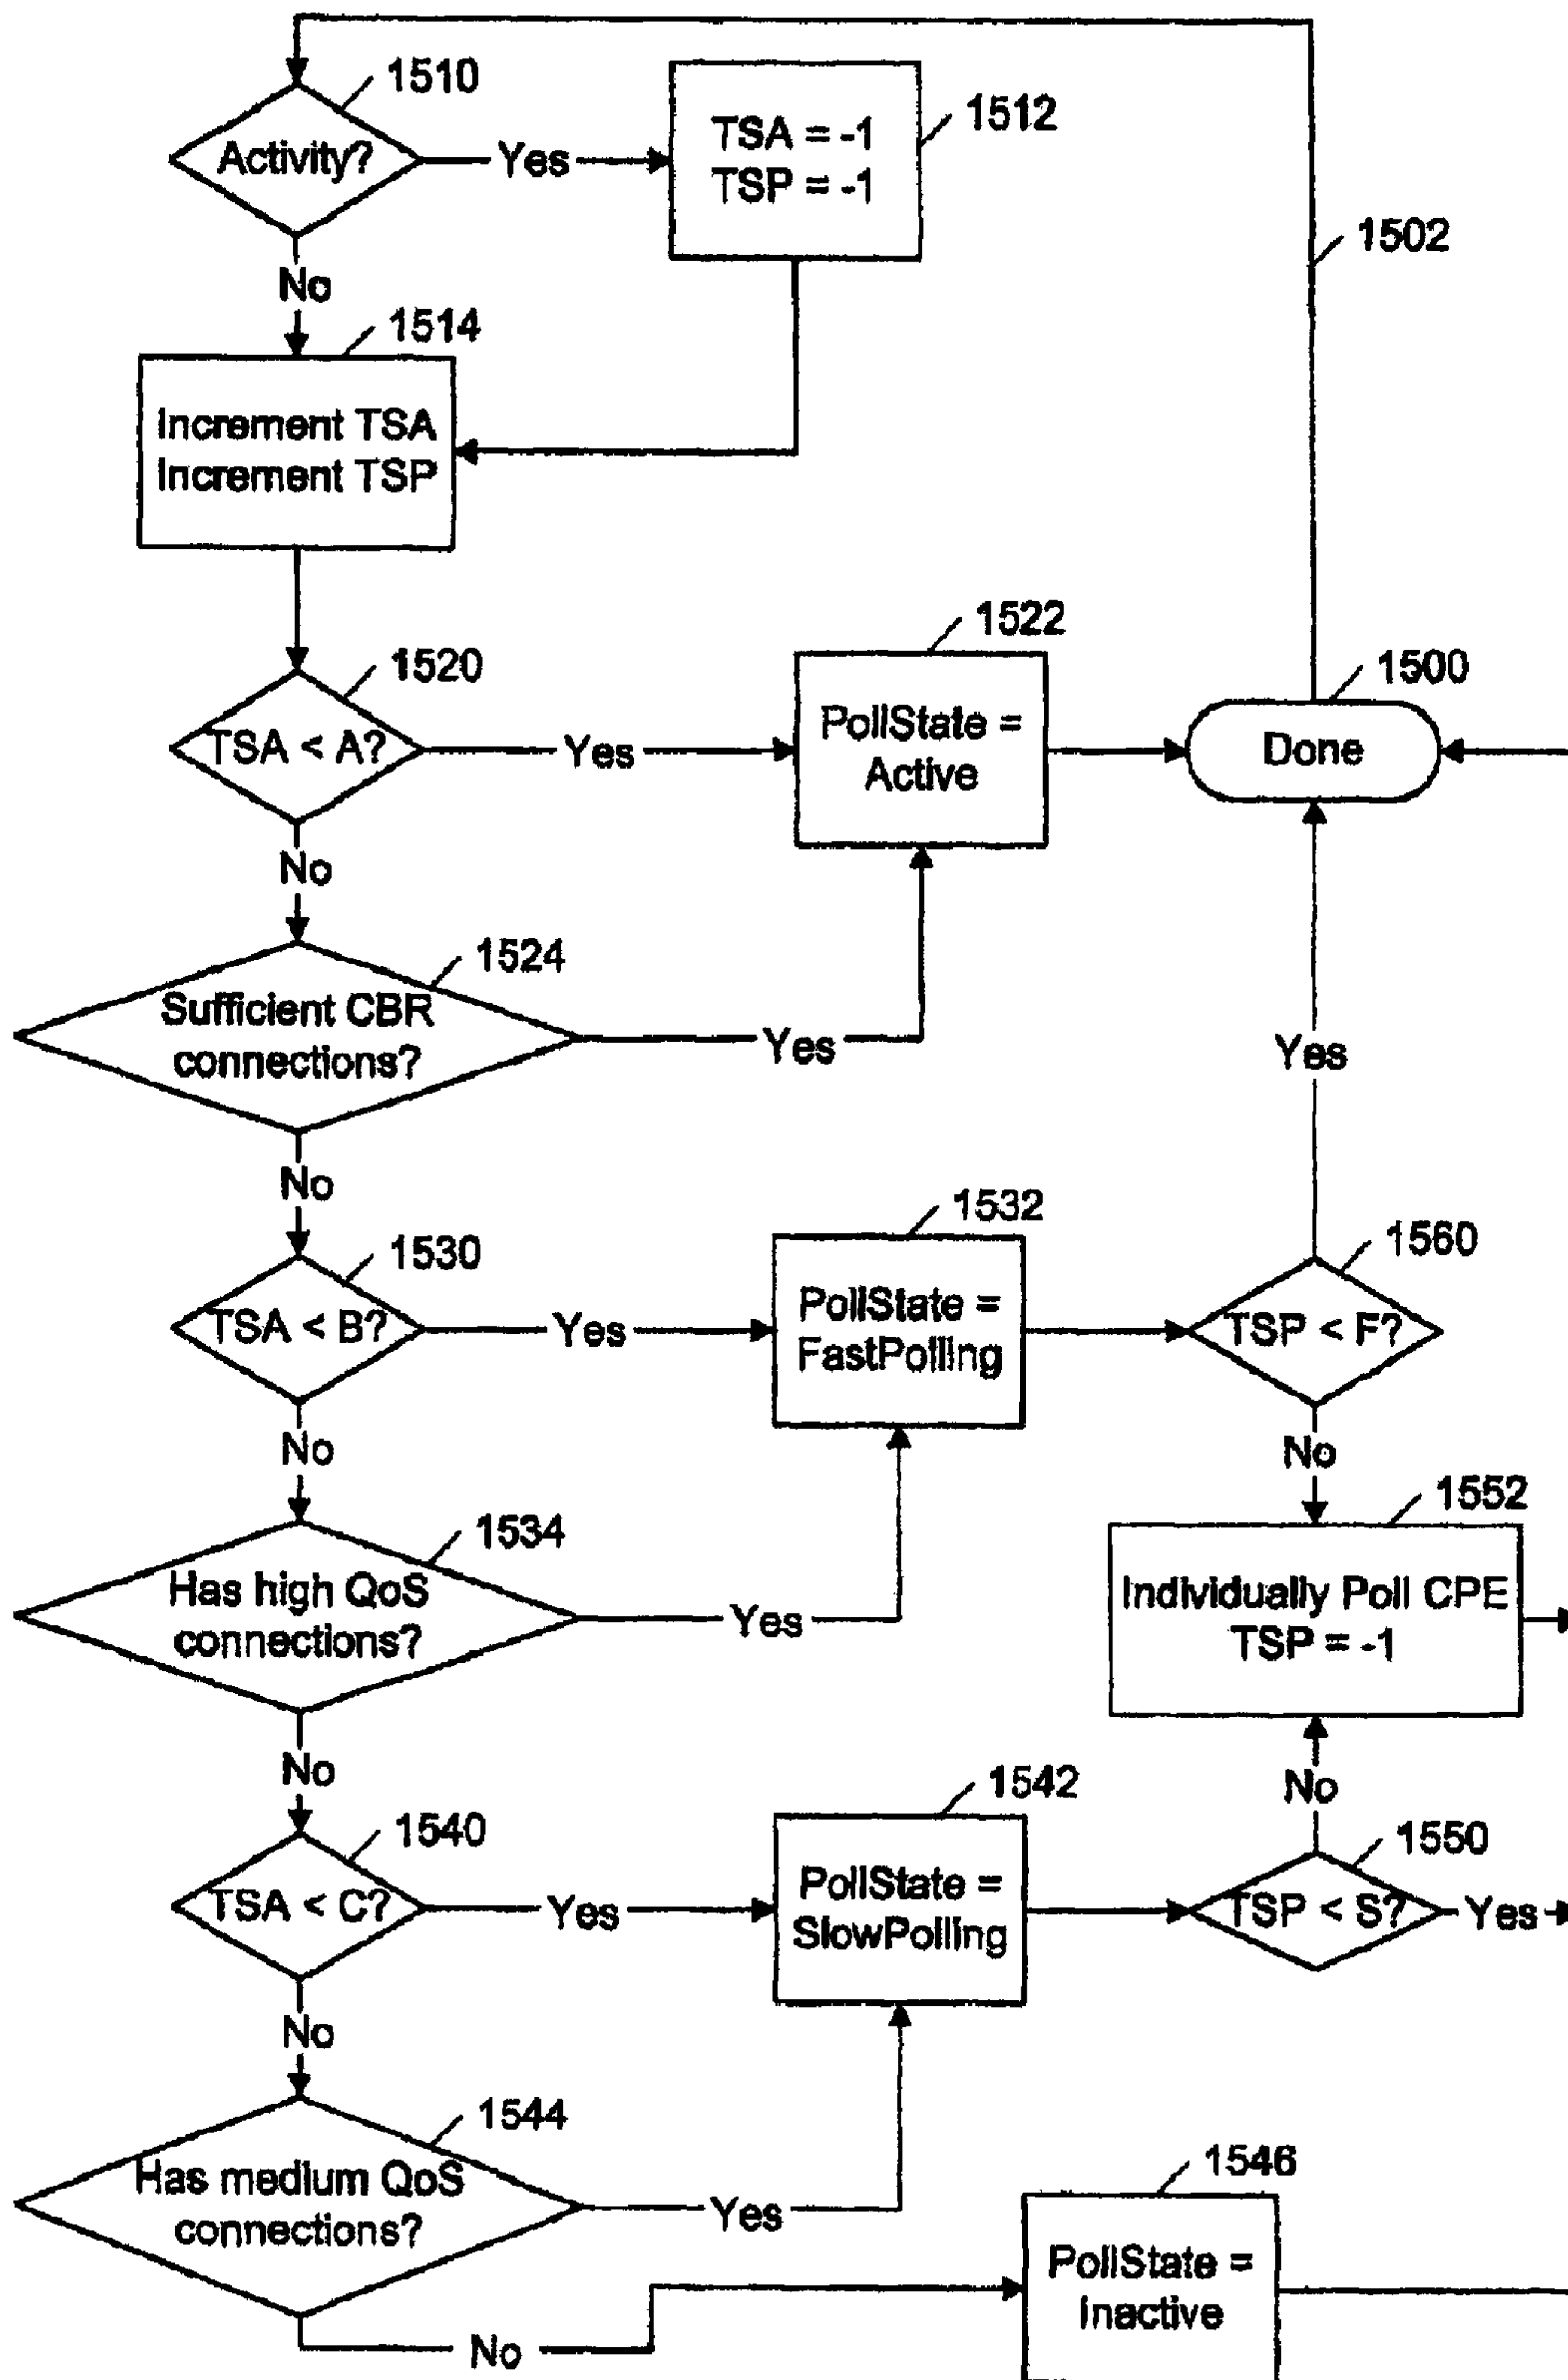 1510
Activity?
Yes
TSA = -1
TSP = -1
1512
1502
No
1514
Increment TSA
Increment TSP
1520
TSA < A?
Yes
1522
PollState =
Active
1500
Done
No
1524
Sufficient CBR
connections?
Yes
Yes
No
1530
TSA < B?
Yes
1532
PollState =
FastPolling
1560
TSP < F?
No
No
1534
Has high QoS
connections?
Yes
1552
Individually Poll CPE
TSP = -1
No
No
1540
TSA < C?
Yes
1542
PollState =
SlowPolling
1550
TSP < S?
Yes
No
1544
Has medium QoS
connections?
Yes
1546
PollState =
Inactive
No